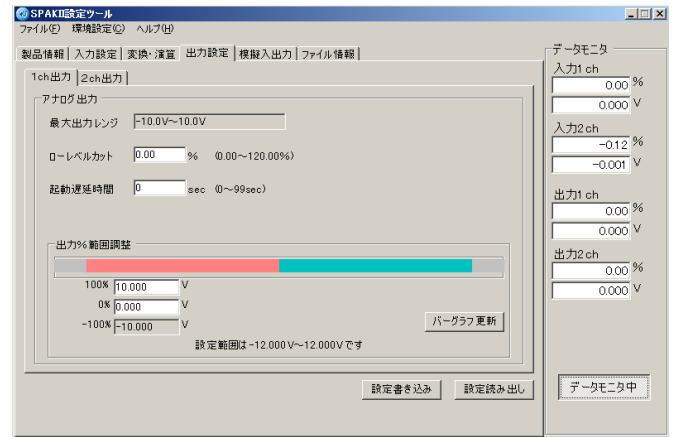 SPAKII設定ツール
ファイル(F) 環境設定(C) ヘルプ(H)
製品情報 入力設定 変換・演算 出力設定 模擬入出力 ファイル情報
1ch出力 2ch出力
アナログ出力
最大出力レンジ -10.0V～10.0V
ローレベルカット 0.00 % (0.00～120.00%)
起動遅延時間 0 sec (0～99sec)
出力%範囲調整
100% 10.000 V
0% 0.000 V
-100% -10.000 V
バーグラフ更新
設定範囲は-12.000V～12.000Vです
設定書き込み 設定読み出し
データモニタ
入力1ch
0.00 %
0.000 V
入力2ch
-0.12 %
-0.001 V
出力1ch
0.00 %
0.000 V
出力2ch
0.00 %
0.000 V
データモニタ中